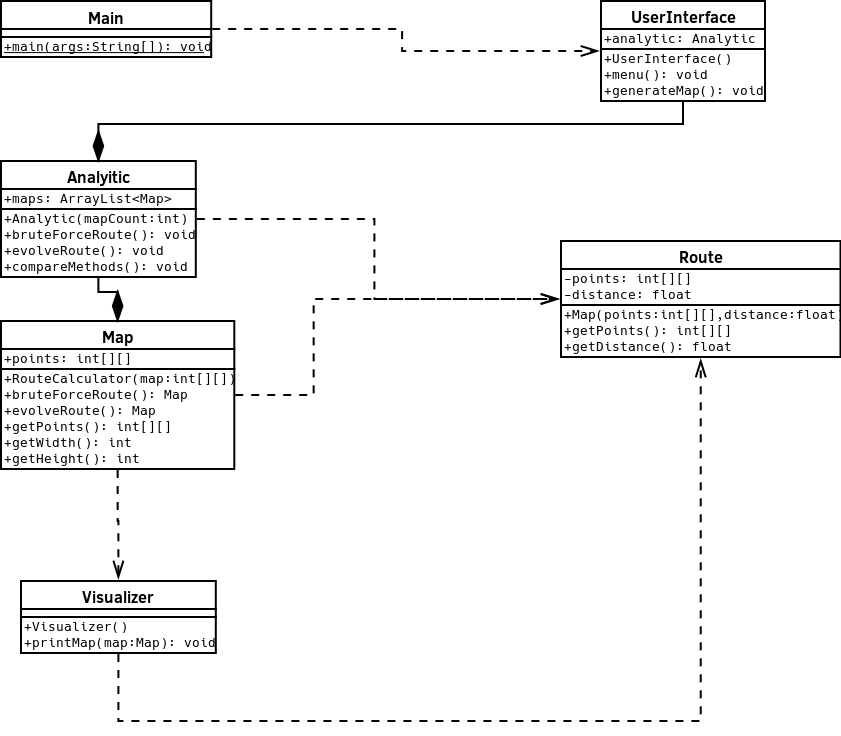 Main
+main(args:String[]): void
UserInterface
+analytic: Analytic
+UserInterface()
+menu(): void
+generateMap(): void
Analyitic
+maps: ArrayList<Map>
+Analytic(mapCount:int)
+bruteForceRoute(): void
+evolveRoute(): void
+compareMethods(): void
Route
-points: int[][]
-distance: float
+Map(points:int[][],distance:float)
+getPoints(): int[][]
+getDistance(): float
Map
+points: int[][]
+RouteCalculator(map:int[][])
+bruteForceRoute(): Map
+evolveRoute(): Map
+getPoints(): int[][]
+getWidth(): int
+getHeight(): int
Visualizer
+Visualizer()
+printMap(map:Map): void